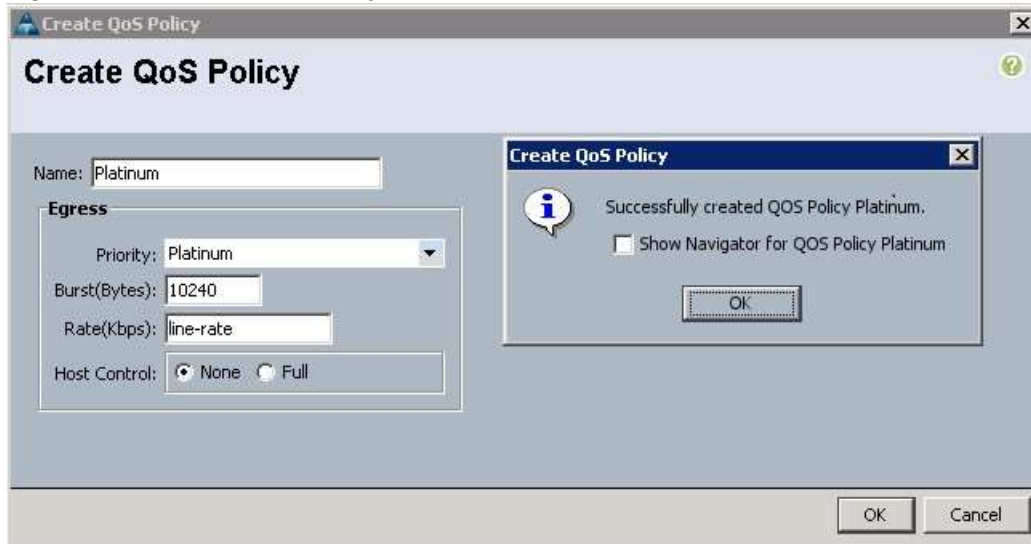 Create QoS Policy
Create QoS Policy
Name: Platinum
Egress
Priority: Platinum
Burst(Bytes): 10240
Rate(Kbps): line-rate
Host Control: None Full
Create QoS Policy
Successfully created QOS Policy Platinum.
Show Navigator for QOS Policy Platinum
OK
OK Cancel